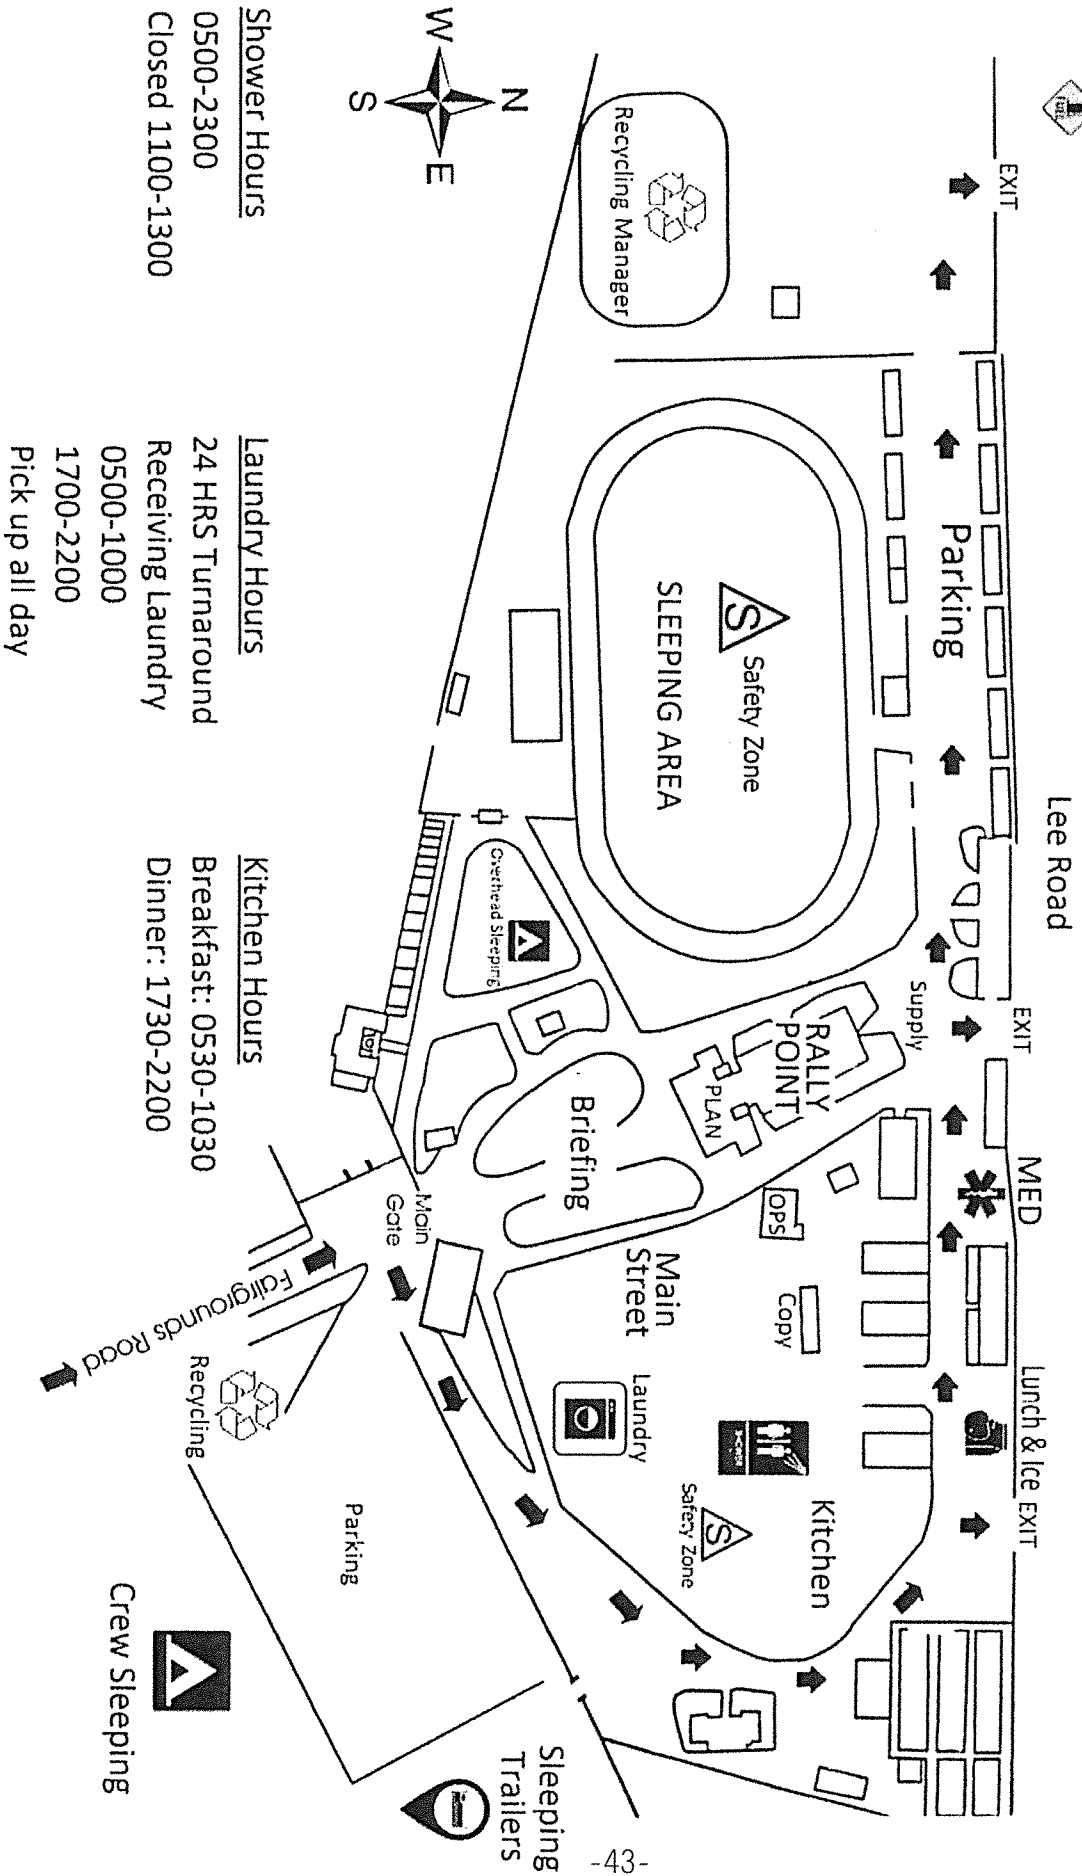 Lee Road
EXIT
EXIT
MED
Lunch & Ice
EXIT
Parking
Supply
RALLY
POINT
PLAN
OPS
Copy
Kitchen
S
Safety Zone
Laundry
Main
Street
Briefing
S
Safety Zone
SLEEPING AREA
Recycling Manager
Overhead Sleeping
Main
Gate
Fairgrounds Road
Recycling
Parking
Sleeping
Trailers
Crew Sleeping
N
W
E
S
Shower Hours
0500-2300
Closed 1100-1300
Laundry Hours
24 HRS Turnaround
Receiving Laundry
0500-1000
1700-2200
Pick up all day
Kitchen Hours
Breakfast: 0530-1030
Dinner: 1730-2200
-43-